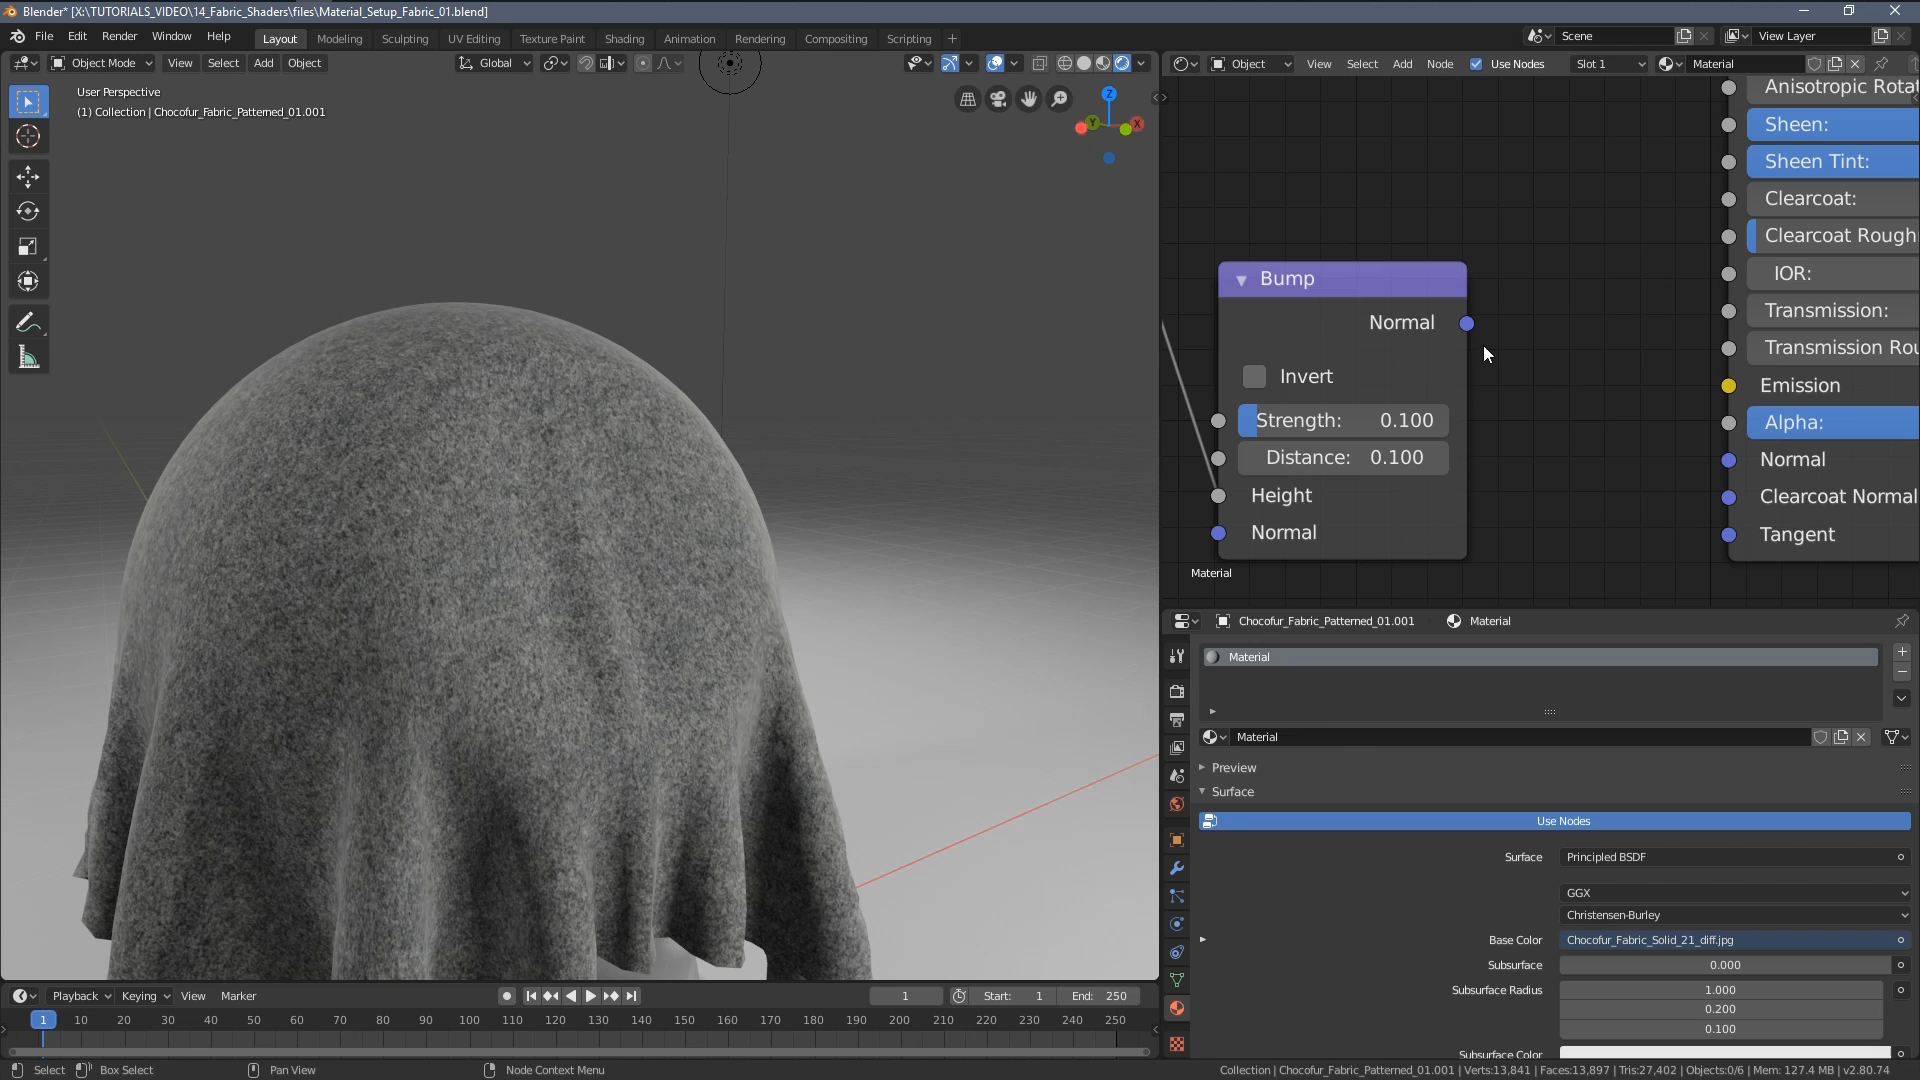 Blender* [X:\TUTORIALS_VIDEO\14_Fabric_Shaders\files\Material_Setup_Fabric_01.blend]
File Edit Render Window Help Layout Modeling Sculpting UV Editing Texture Paint Shading Animation Rendering Compositing Scripting + Scene View Layer
Object Mode View Select Add Object Global
Object View Select Add Node Use Nodes Slot 1 Material
User Perspective
(1) Collection | Chocofur_Fabric_Patterned_01.001
Z
Y X
Anisotropic Rotat
Sheen:
Sheen Tint:
Clearcoat:
Clearcoat Rough
IOR:
Transmission:
Transmission Rou
Emission
Alpha:
Normal
Clearcoat Normal
Tangent
Bump
Normal
Invert
Strength: 0.100
Distance: 0.100
Height
Normal
Material
Chocofur_Fabric_Patterned_01.001 Material
Material
Material
Preview
Surface
Use Nodes
Surface Principled BSDF
GGX
Christensen-Burley
Base Color Chocofur_Fabric_Solid_21_diff.jpg
Subsurface 0.000
Subsurface Radius 1.000
0.200
0.100
Subsurface Color
Playback Keying View Marker 1 Start: 1 End: 250
1 10 20 30 40 50 60 70 80 90 100 110 120 130 140 150 160 170 180 190 200 210 220 230 240 250
Select Box Select Pan View Node Context Menu Collection | Chocofur_Fabric_Patterned_01.001 | Verts:13,841 | Faces:13,897 | Tris:27,402 | Objects:0/6 | Mem: 127.4 MB | v2.80.74